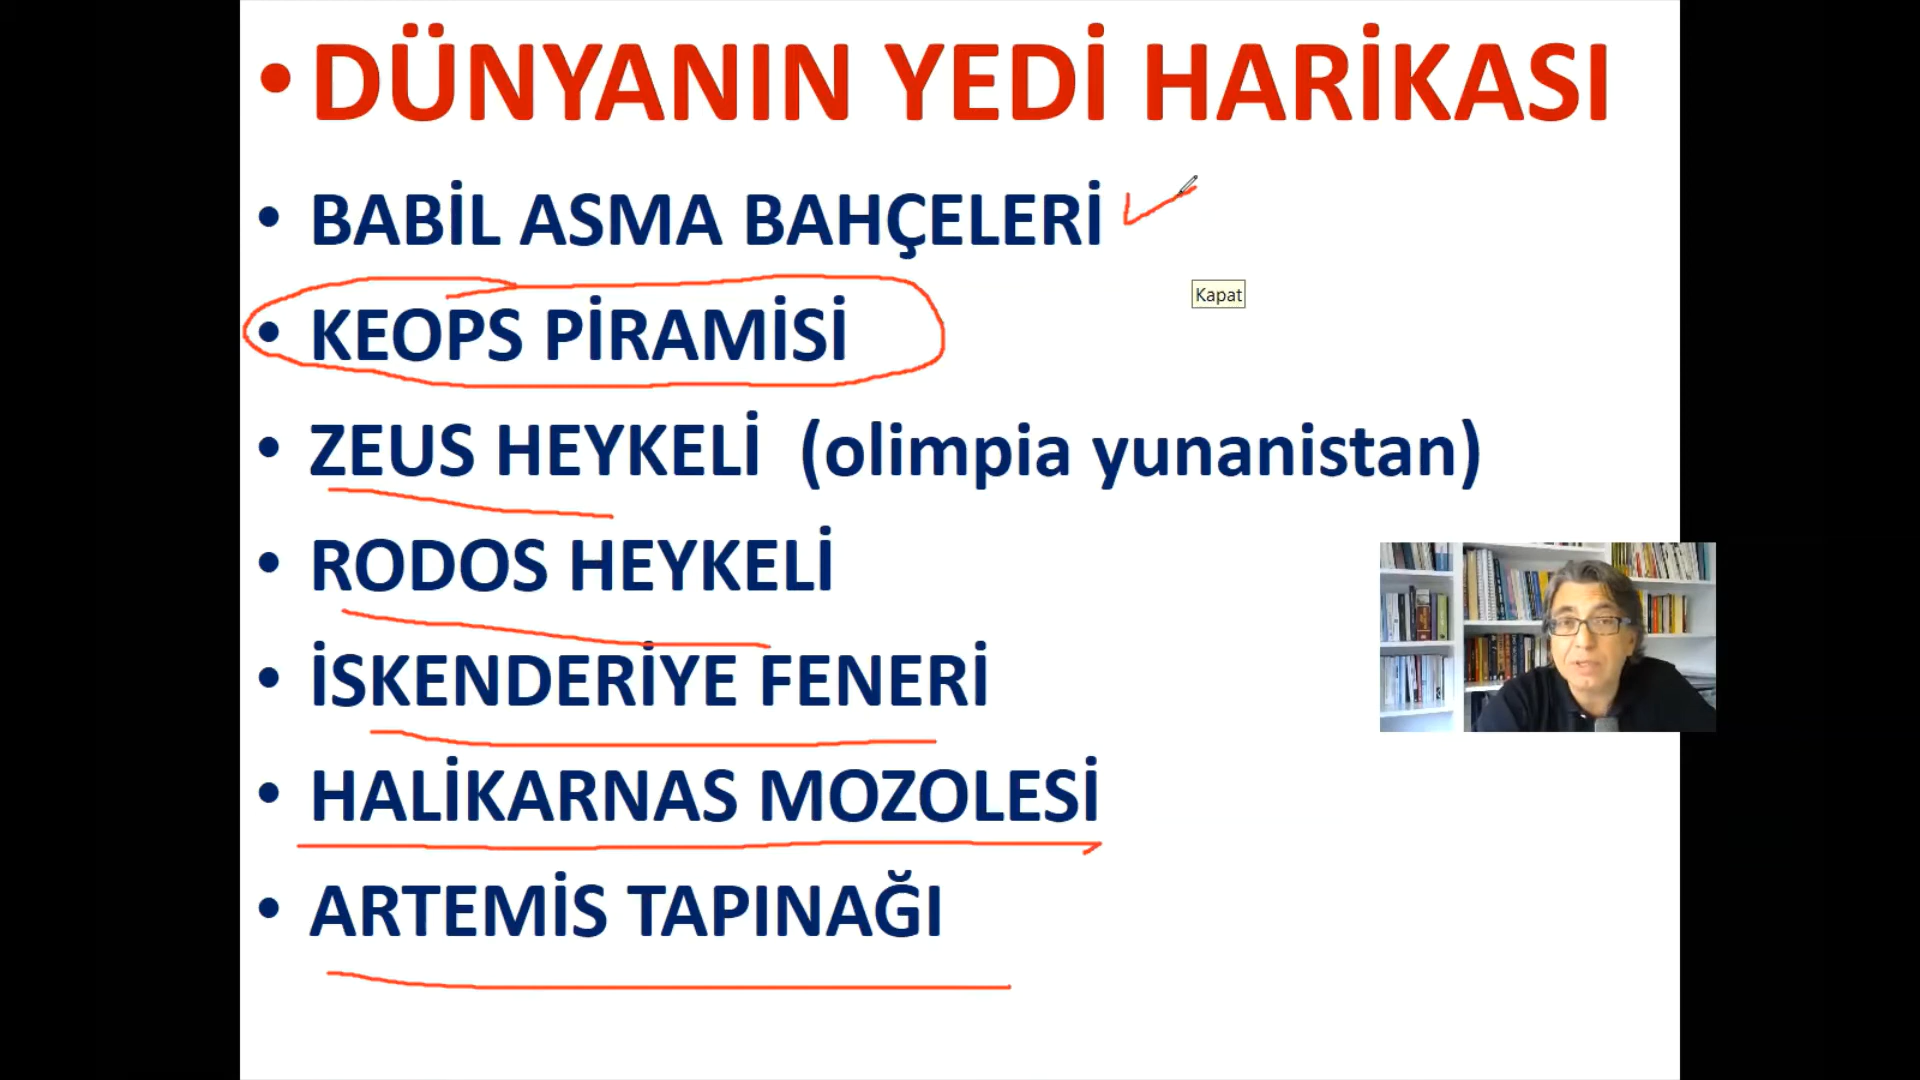 • DÜNYANIN YEDİ HARİKASI
• BABİL ASMA BAHÇELERİ
Kapat
• KEOPS PİRAMİSİ
• ZEUS HEYKELİ (olimpia yunanistan)
• RODOS HEYKELİ
• İSKENDERİYE FENERİ
• HALİKARNAS MOZOLESİ
• ARTEMİS TAPINAĞI